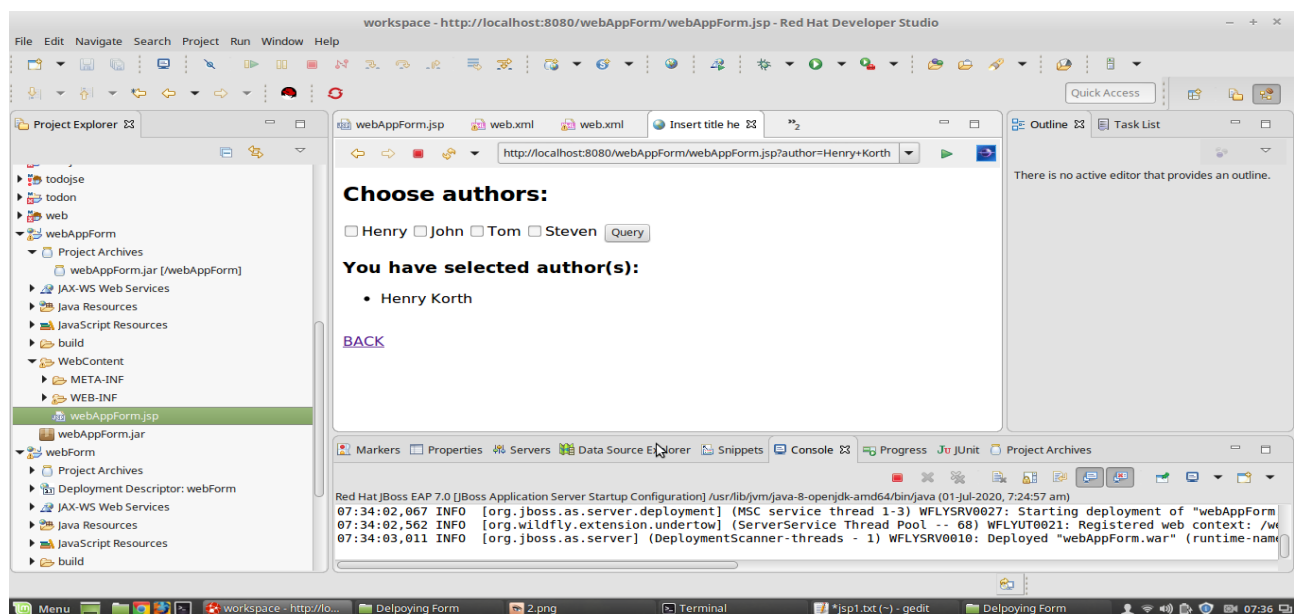 workspace - http://localhost:8080/webAppForm/webAppForm.jsp - Red Hat Developer Studio
File Edit Navigate Search Project Run Window Help
Quick Access
Project Explorer
todojse
todon
web
webAppForm
Project Archives
webAppForm.jar [/webAppForm]
JAX-WS Web Services
Java Resources
JavaScript Resources
build
WebContent
META-INF
WEB-INF
webAppForm.jsp
webAppForm.jar
webForm
Project Archives
Deployment Descriptor: webForm
JAX-WS Web Services
Java Resources
JavaScript Resources
build
webAppForm.jsp web.xml web.xml Insert title he »2
http://localhost:8080/webAppForm/webAppForm.jsp?author=Henry+Korth
Choose authors:
Henry John Tom Steven Query
You have selected author(s):
• Henry Korth
BACK
Outline Task List
There is no active editor that provides an outline.
Markers Properties Servers Data Source Explorer Snippets Console Progress JUnit Project Archives
Red Hat JBoss EAP 7.0 [JBoss Application Server Startup Configuration] /usr/lib/jvm/java-8-openjdk-amd64/bin/java (01-Jul-2020, 7:24:57 am)
07:34:02,067 INFO [org.jboss.as.server.deployment] (MSC service thread 1-3) WFLYSRV0027: Starting deployment of "webAppForm
07:34:02,562 INFO [org.wildfly.extension.undertow] (ServerService Thread Pool -- 68) WFLYUT0021: Registered web context: /we
07:34:03,011 INFO [org.jboss.as.server] (DeploymentScanner-threads - 1) WFLYSRV0010: Deployed "webAppForm.war" (runtime-name
Menu workspace - http://lo... Delpoying Form 2.png Terminal *jsp1.txt (~) - gedit Delpoying Form 07:36